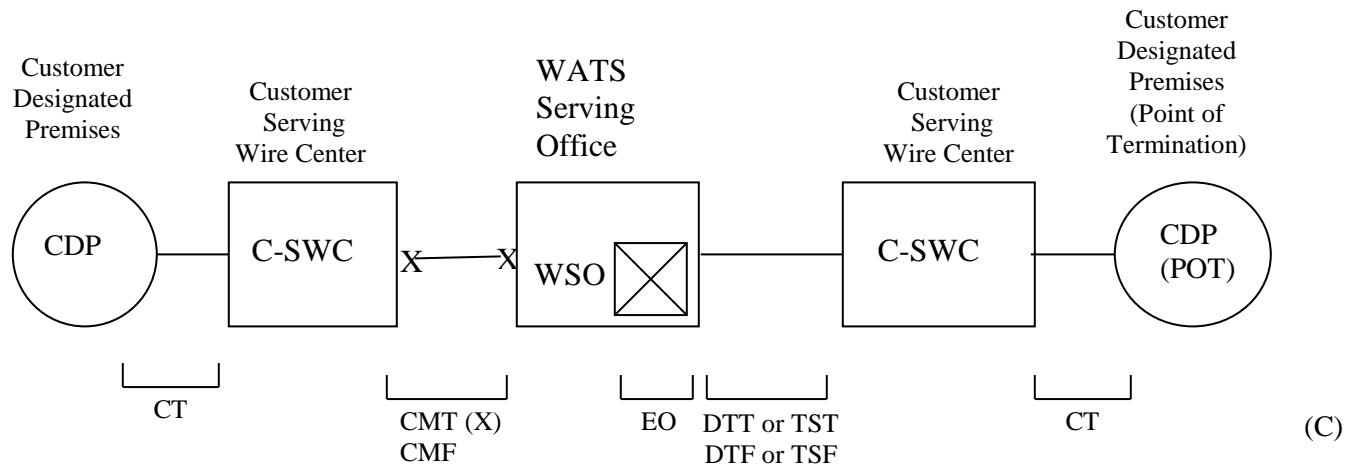 Customer
Designated
Premises
Customer
Serving
Wire Center
WATS
Serving
Office
Customer
Serving
Wire Center
Customer
Designated
Premises
(Point of
Termination)
CDP
C-SWC
X
X
WSO
C-SWC
CDP
(POT)
CT
CMT (X)
CMF
EO
DTT or TST
DTF or TSF
CT
(C)